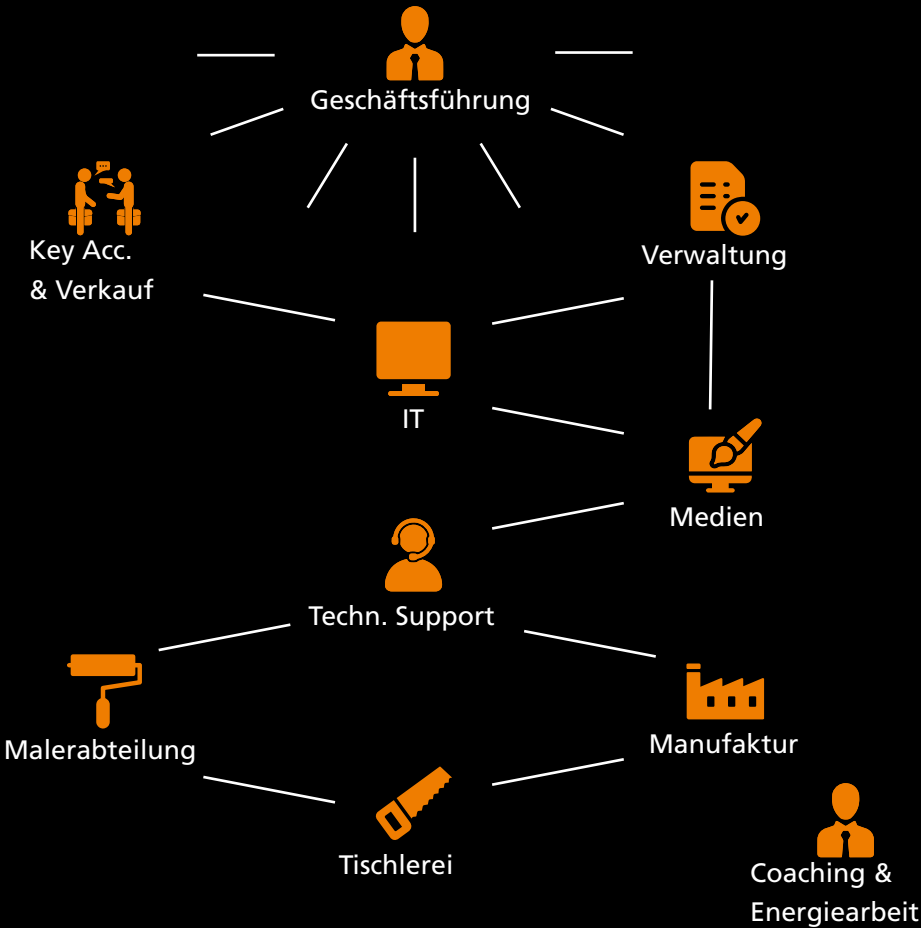 Geschäftsführung
Key Acc.
& Verkauf
Verwaltung
IT
Medien
Techn. Support
Malerabteilung
Manufaktur
Tischlerei
Coaching &
Energiearbeit